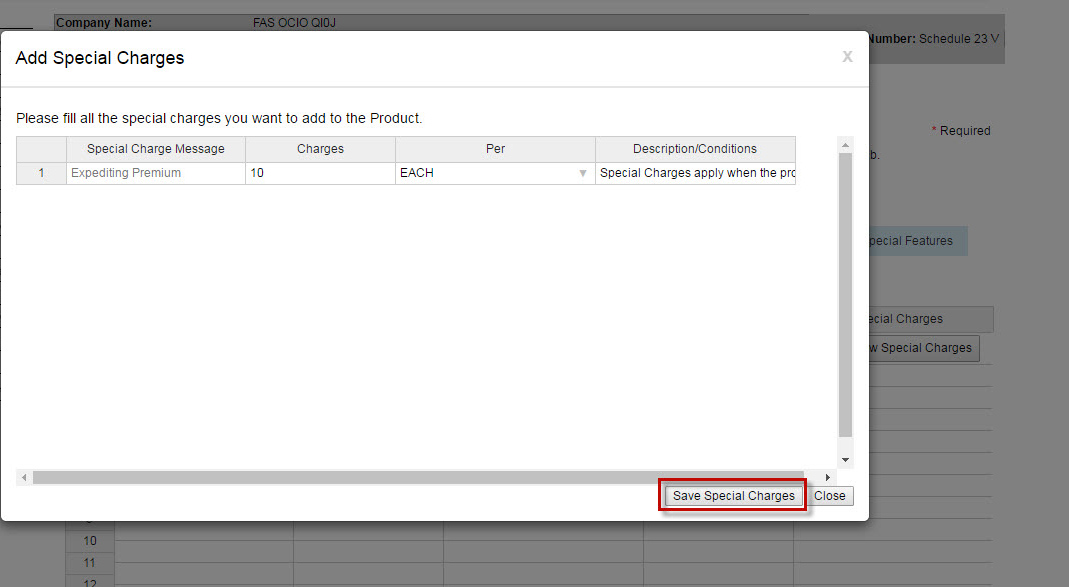 Company Name: FAS OCIO QI0J
Number: Schedule 23 V
Add Special Charges X
Please fill all the special charges you want to add to the Product.
* Required
b.
Special Charge Message Charges Per Description/Conditions
1 Expediting Premium 10 EACH Special Charges apply when the pro
pecial Features
ecial Charges
w Special Charges
Save Special Charges Close
10
11
12